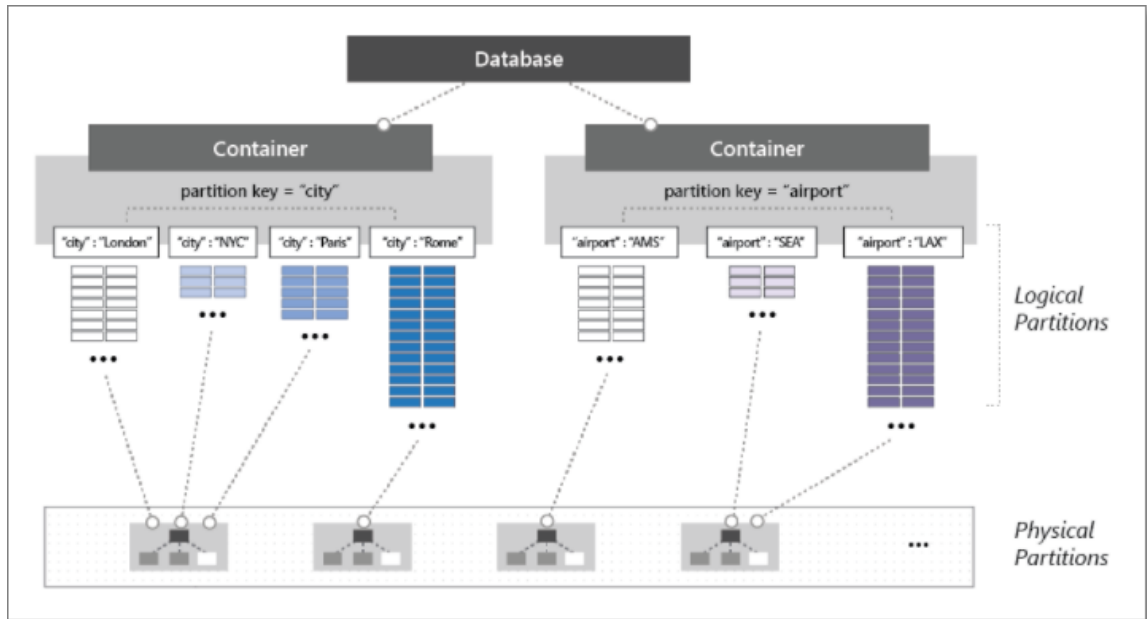 Database
Container
Container
partition key = “city”
partition key = “airport”
“city” : “London”
“city” : “NYC”
“city” : “Paris”
“city” : “Rome”
“airport” : “AMS”
“airport” : “SEA”
“airport” : “LAX”
•••
•••
•••
•••
•••
•••
•••
Logical
Partitions
•••
Physical
Partitions